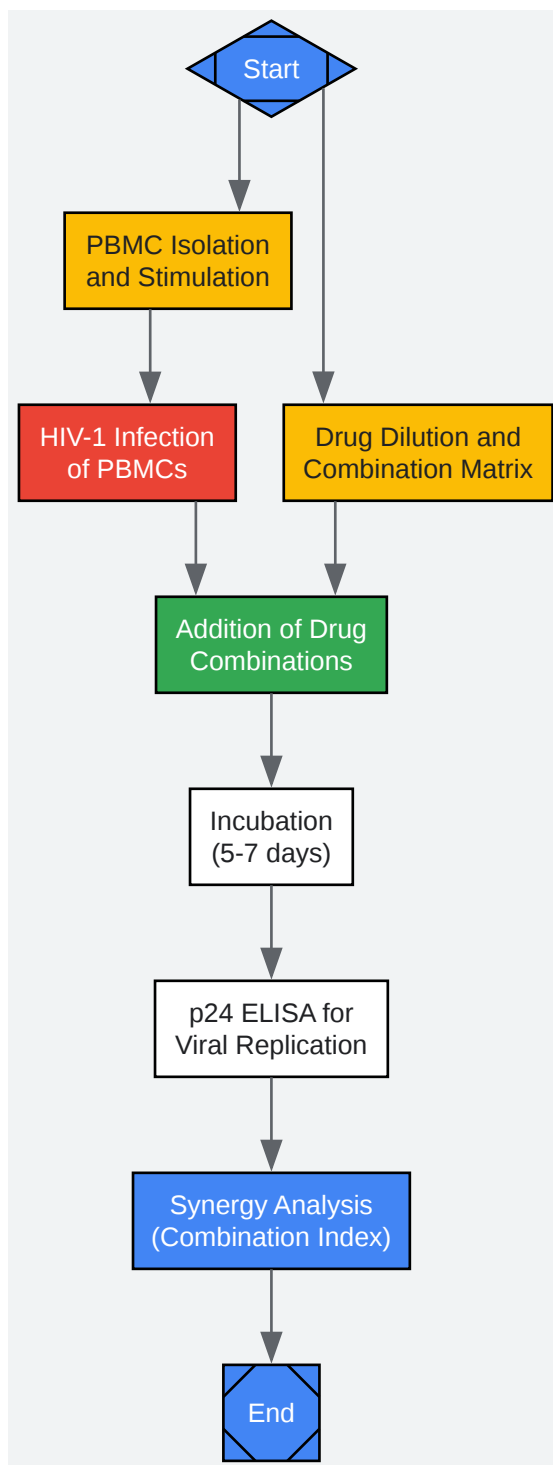 Start
PBMC Isolation
and Stimulation
HIV-1 Infection
of PBMCs
Drug Dilution and
Combination Matrix
Addition of Drug
Combinations
Incubation
(5-7 days)
p24 ELISA for
Viral Replication
Synergy Analysis
(Combination Index)
End